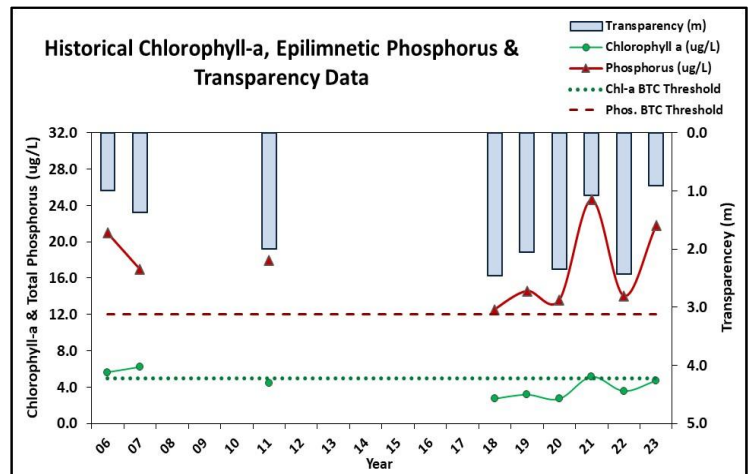 Historical Chlorophyll-a, Epilimnetic Phosphorus &
Transparency Data
Transparency (m)
Chlorophyll a (ug/L)
Phosphorus (ug/L)
Chl-a BTC Threshold
Phos. BTC Threshold
Chlorophyll-a & Total Phosphorus (ug/L)
32.0
28.0
24.0
20.0
16.0
12.0
8.0
4.0
0.0
0.0
1.0
2.0
3.0
4.0
5.0
Transparencey (m)
06 07 08 09 10 11 12 13 14 15 16 17 18 19 20 21 22 23
Year